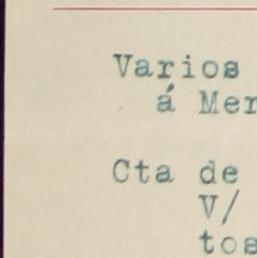 Varios
á Mer
Cta de
V/
tos